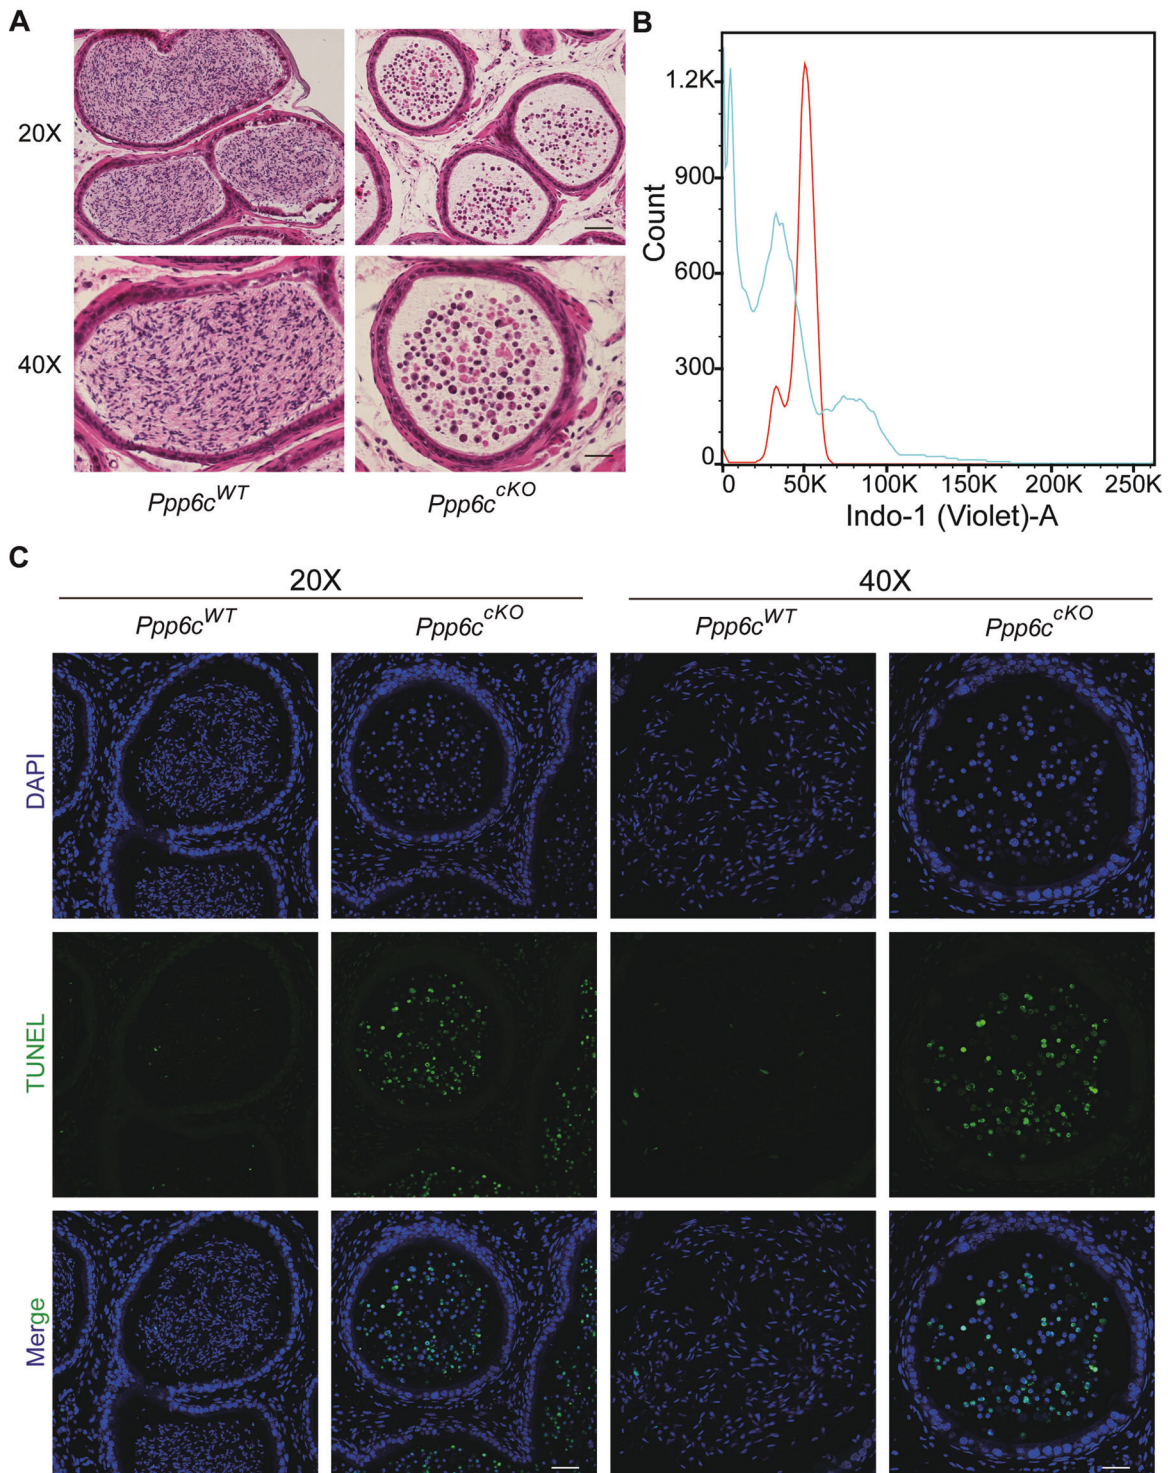 A
B
20X
40X
Ppp6c^WT
Ppp6c^cKO
Count
1.2K
900
600
300
0
0 50K 100K 150K 200K 250K
Indo-1 (Violet)-A
C
20X 40X
Ppp6c^WT Ppp6c^cKO Ppp6c^WT Ppp6c^cKO
DAPI
TUNEL
Merge